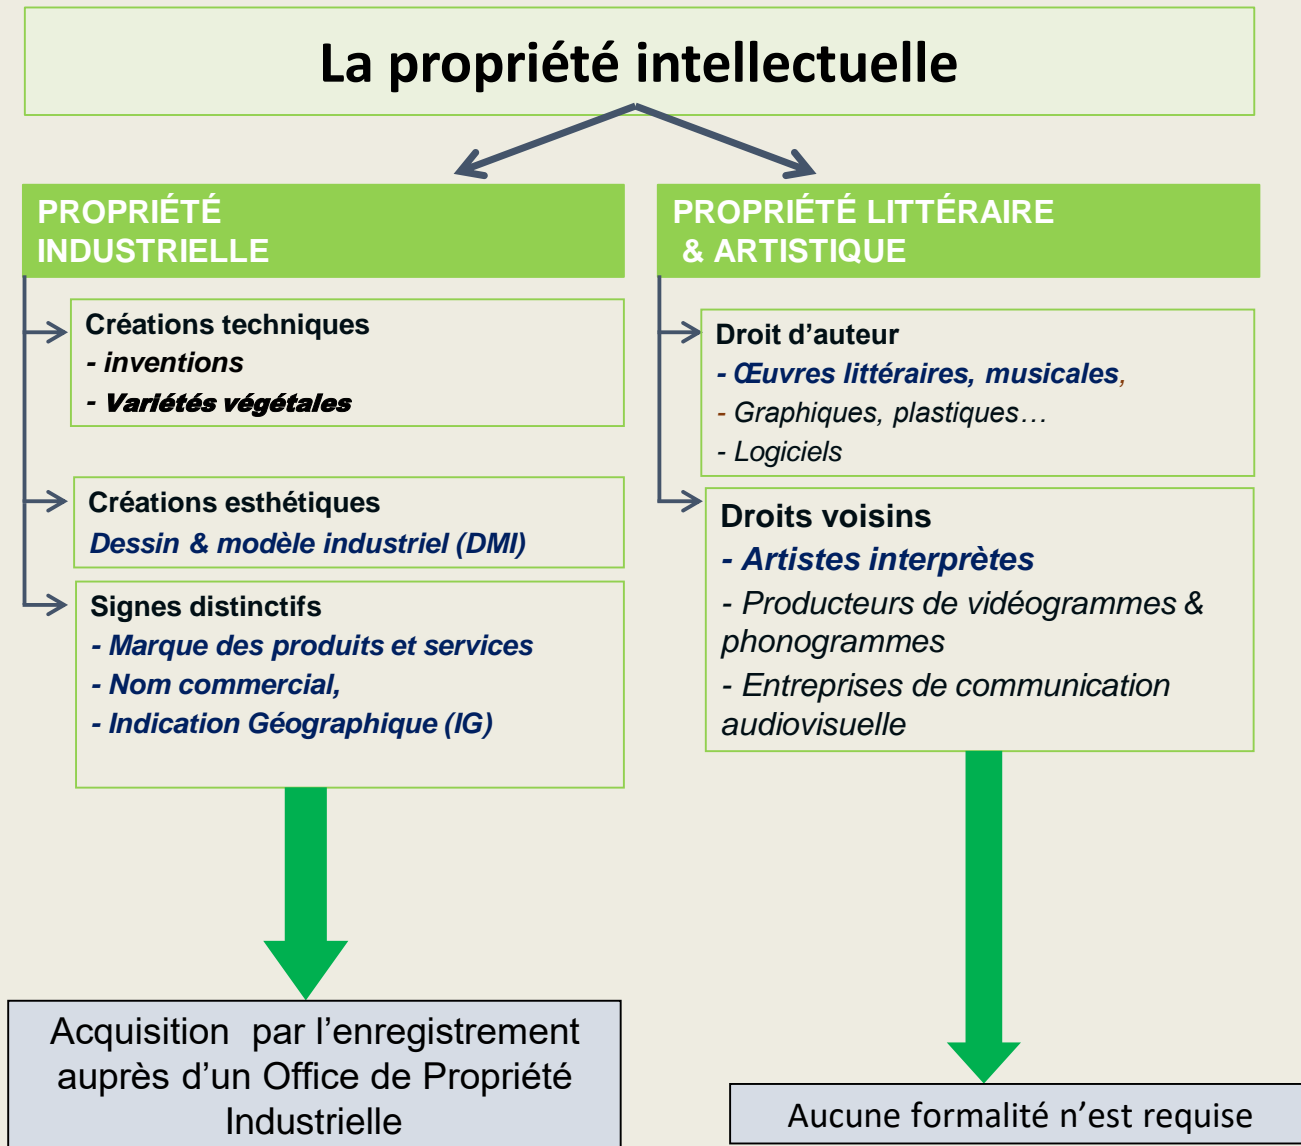 La propriété intellectuelle
PROPRIÉTÉ
INDUSTRIELLE
Créations techniques
- inventions
- Variétés végétales
Créations esthétiques
Dessin & modèle industriel (DMI)
Signes distinctifs
- Marque des produits et services
- Nom commercial,
- Indication Géographique (IG)
Acquisition par l’enregistrement
auprès d’un Office de Propriété
Industrielle
PROPRIÉTÉ LITTÉRAIRE
& ARTISTIQUE
Droit d’auteur
- Œuvres littéraires, musicales,
- Graphiques, plastiques…
- Logiciels
Droits voisins
- Artistes interprètes
- Producteurs de vidéogrammes &
phonogrammes
- Entreprises de communication
audiovisuelle
Aucune formalité n’est requise